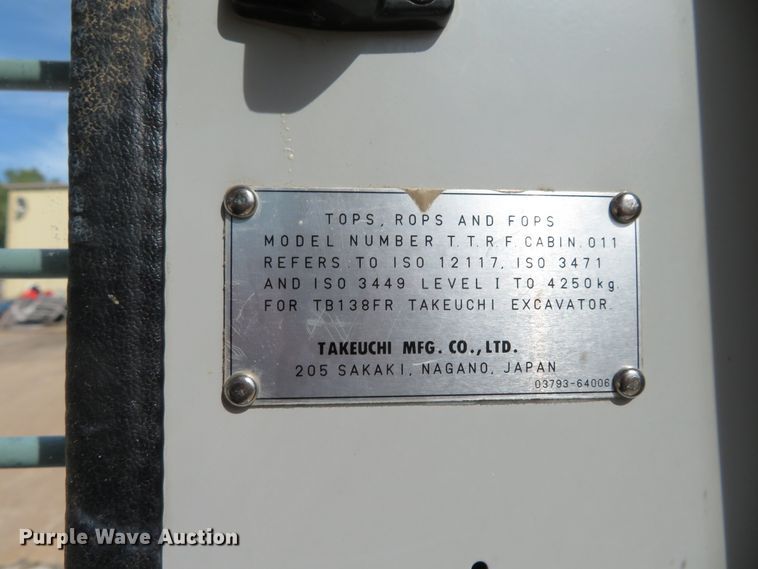 TOPS, ROPS AND FOPS
MODEL NUMBER T.T.R.F.CABIN.011
REFERS TO ISO 12117, ISO 3471
AND ISO 3449 LEVEL I TO 4250kg.
FOR TB138FR TAKEUCHI EXCAVATOR.
TAKEUCHI MFG. CO., LTD.
205 SAKAKI, NAGANO, JAPAN
03793-64006
Purple Wave Auction